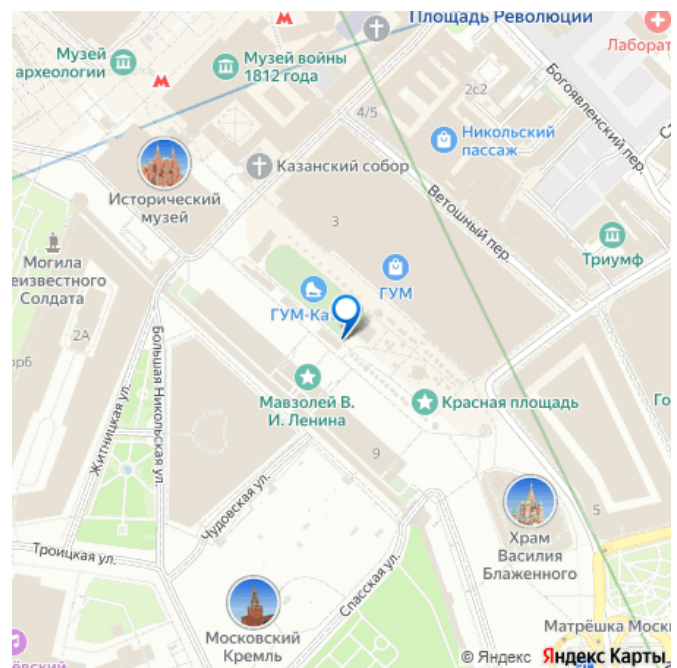 Площадь Революции
Музей
археологии
Музей войны
1812 года
Лаборат
4/5
2с2
Богоявленский пер.
Никольский
пассаж
Казанский собор
Исторический
музей
3
Ветошный пер.
Триумф
Могила
еизвестного
Солдата
ГУМ
ГУМ-Ка
2А
Большая Никольская ул.
Житницкая ул.
Мавзолей В.
И. Ленина
Красная площадь
Го
9
Чудовская ул.
5
Храм
Василия
Блаженного
Троицкая ул.
Спасская ул.
Московский
Кремль
Матрёшка Моски
ёвский
© Яндекс Яндекс Карты